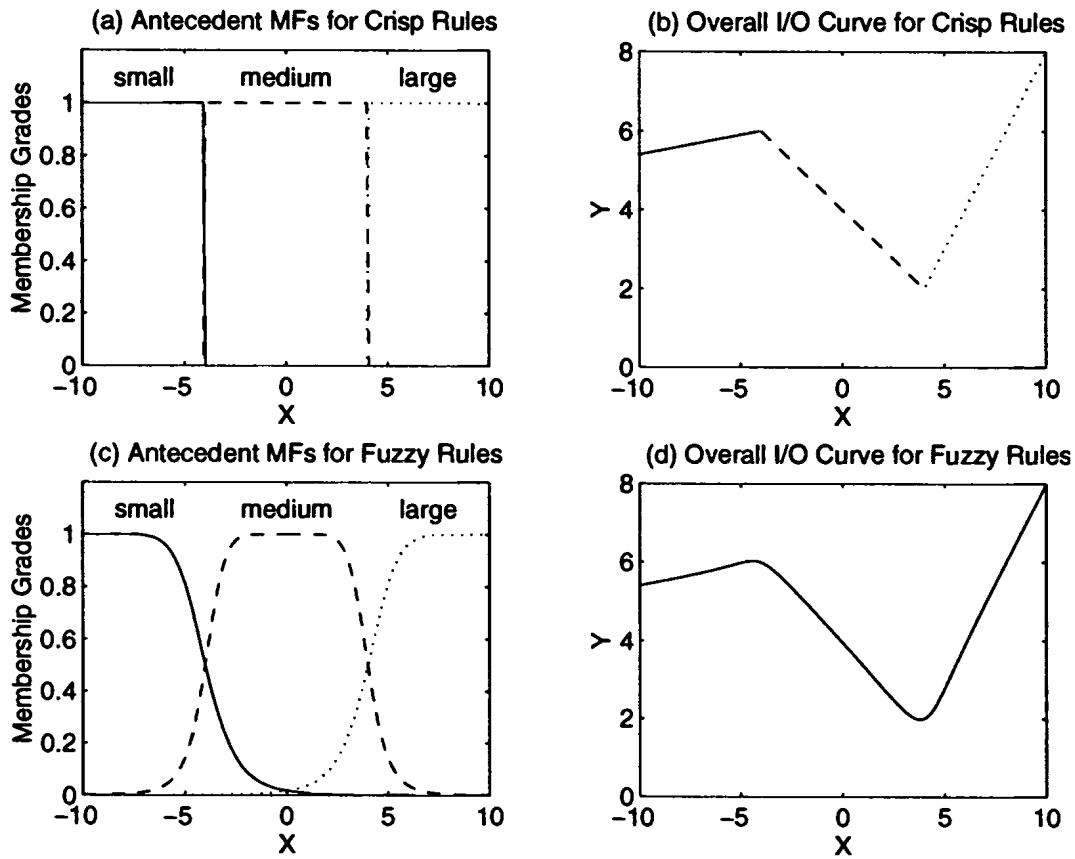 (a) Antecedent MFs for Crisp Rules
small medium large
Membership Grades
1
0.8
0.6
0.4
0.2
0
−10 −5 0 5 10
X
(b) Overall I/O Curve for Crisp Rules
Y
8
6
4
2
0
−10 −5 0 5 10
X
(c) Antecedent MFs for Fuzzy Rules
small medium large
Membership Grades
1
0.8
0.6
0.4
0.2
0
−10 −5 0 5 10
X
(d) Overall I/O Curve for Fuzzy Rules
Y
8
6
4
2
0
−10 −5 0 5 10
X